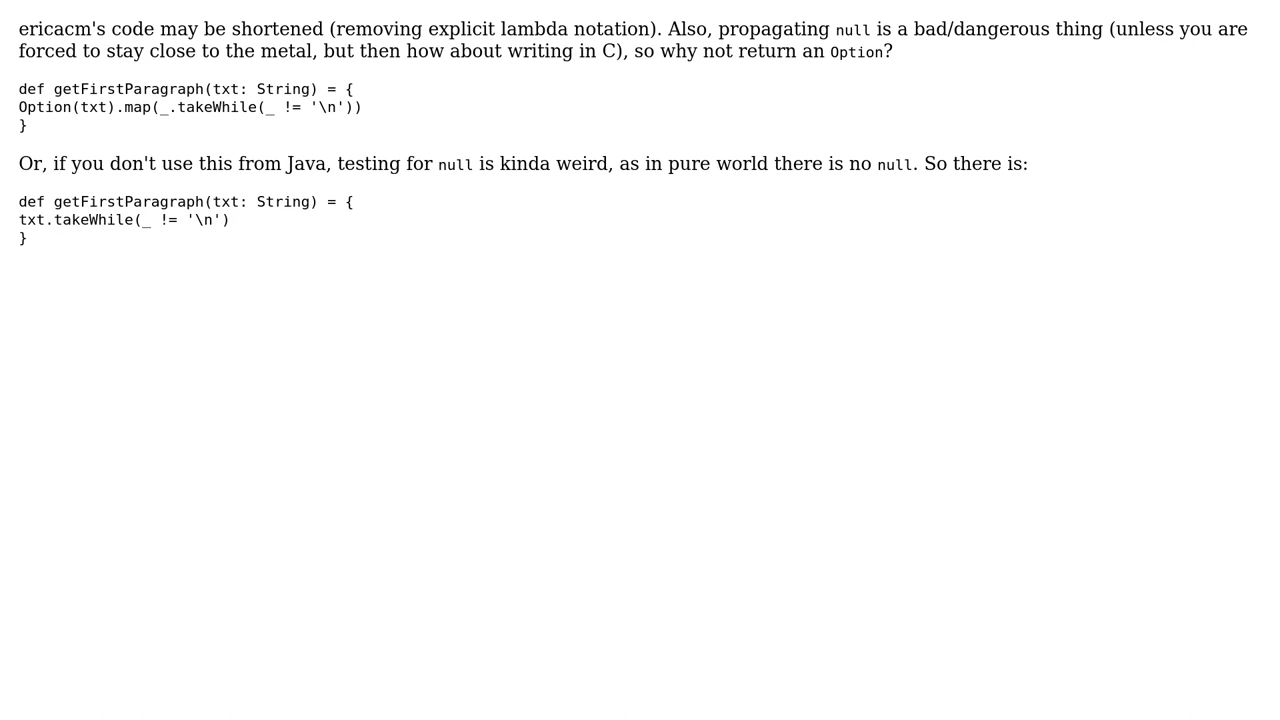 ericacm's code may be shortened (removing explicit lambda notation). Also, propagating null is a bad/dangerous thing (unless you are
forced to stay close to the metal, but then how about writing in C), so why not return an Option?
def getFirstParagraph(txt: String) = {
Option(txt).map(_.takeWhile(_ != '\n'))
}
Or, if you don't use this from Java, testing for null is kinda weird, as in pure world there is no null. So there is:
def getFirstParagraph(txt: String) = {
txt.takeWhile(_ != '\n')
}